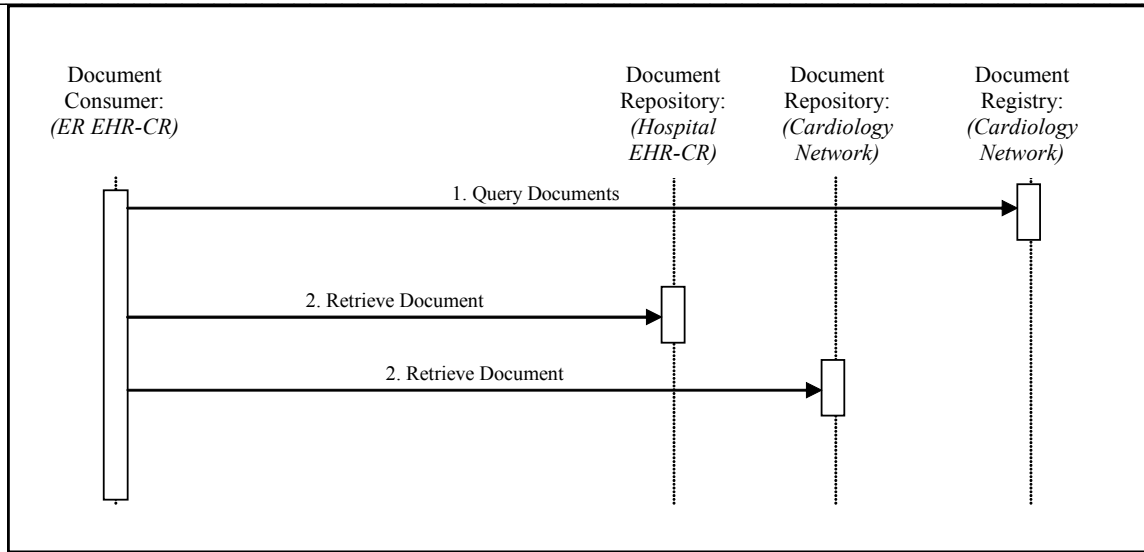 Document
Consumer:
(ER EHR-CR)
Document
Repository:
(Hospital
EHR-CR)
Document
Repository:
(Cardiology
Network)
Document
Registry:
(Cardiology
Network)
1. Query Documents
2. Retrieve Document
2. Retrieve Document